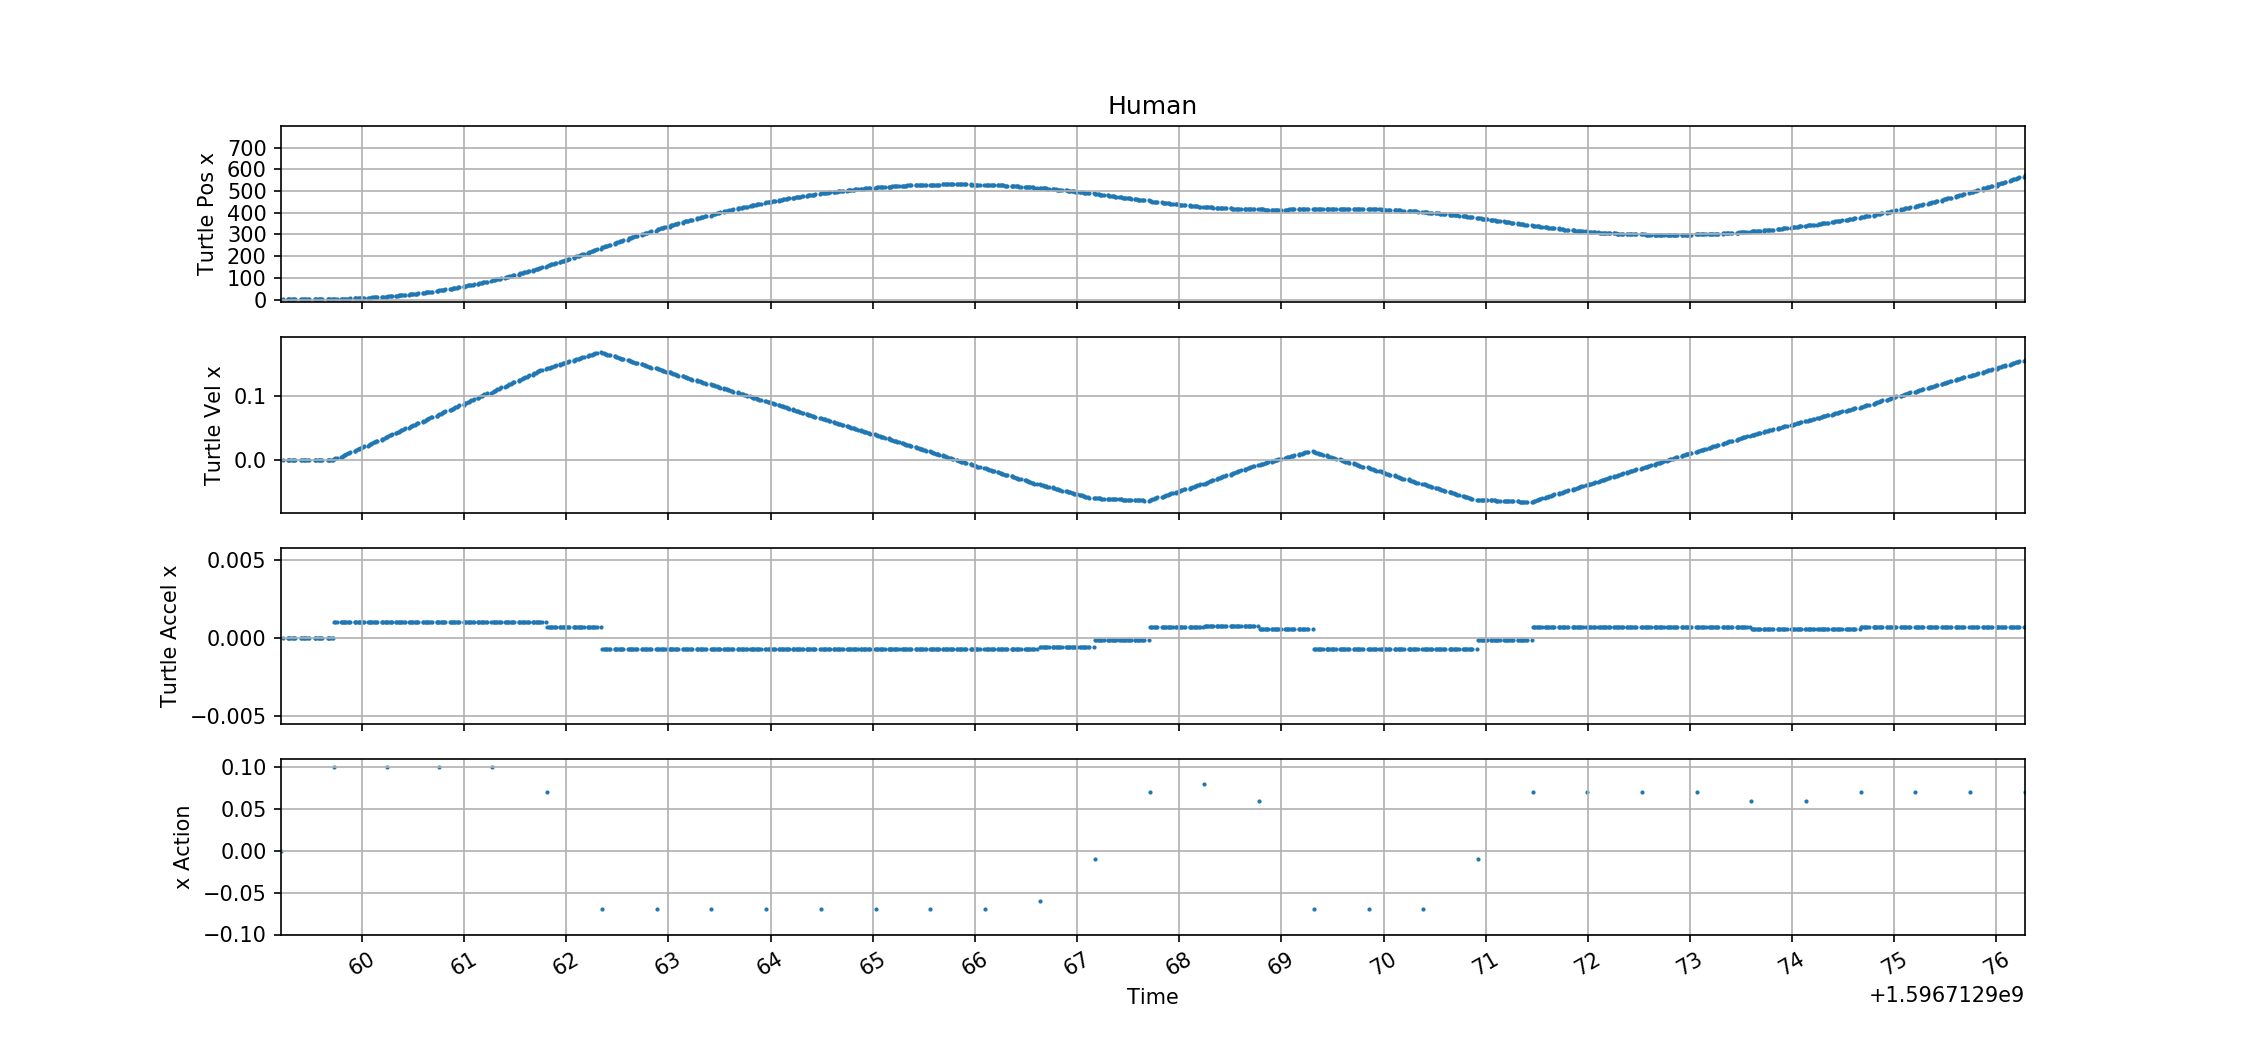 Human
Turtle Pos x
700
600
500
400
300
200
100
0
Turtle Vel x
0.1
0.0
Turtle Accel x
0.005
0.000
−0.005
x Action
0.10
0.05
0.00
−0.05
−0.10
60 61 62 63 64 65 66 67 68 69 70 71 72 73 74 75 76
Time
+1.5967129e9